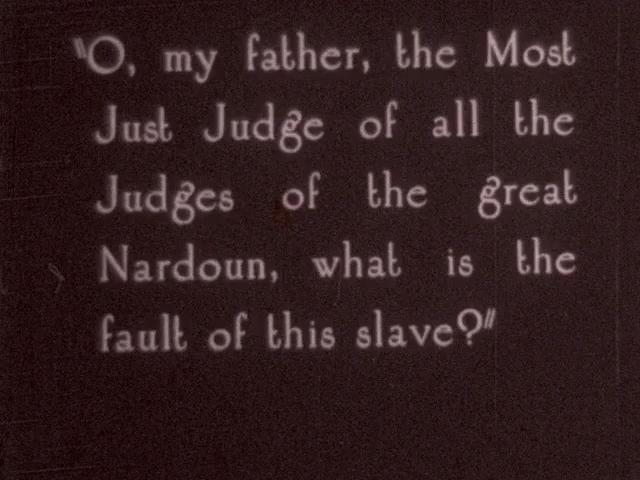 "O, my father, the Most
Just Judge of all the
Judges of the great
Nardoun, what is the
fault of this slave?"